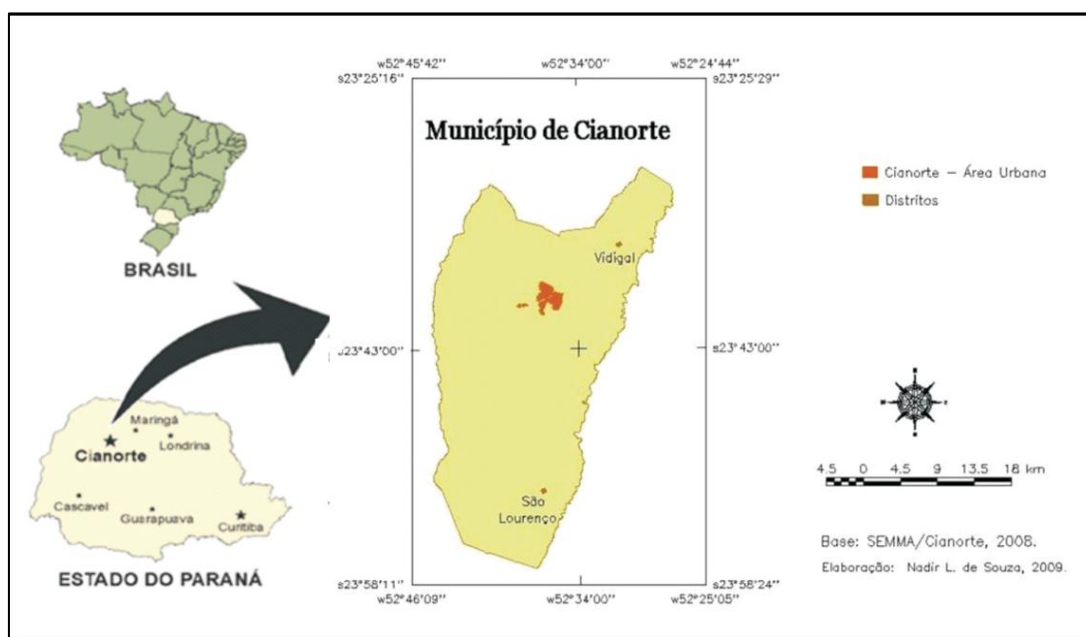 w52°45'42"
w52°34'00"
w52°24'44"
s23°25'16"
s23°25'29"
Município de Cianorte
Cianorte – Área Urbana
Distritos
Vidigal
BRASIL
23°43'00"
s23°43'00"
Maringá
Londrina
Cianorte
Cascavel
Guarapuava
Curitiba
ESTADO DO PARANÁ
São
Lourenço
4.5 0 4.5 9 13.5 18 km
Base: SEMMA/Cianorte, 2008.
Elaboração: Nadir L. de Souza, 2009.
s23°58'11"
s23°58'24"
w52°46'09"
w52°34'00"
w52°25'05"